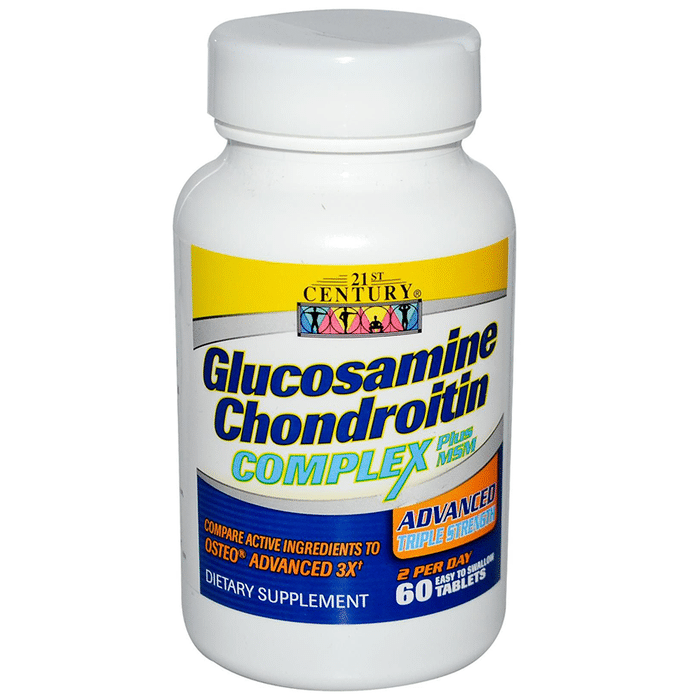 21ST
CENTURY®
Glucosamine
Chondroitin
COMPLEX Plus MSM
ADVANCED
TRIPLE STRENGTH
COMPARE ACTIVE INGREDIENTS TO
OSTEO® ADVANCED 3X†
DIETARY SUPPLEMENT
2 PER DAY
60 EASY TO SWALLOW TABLETS